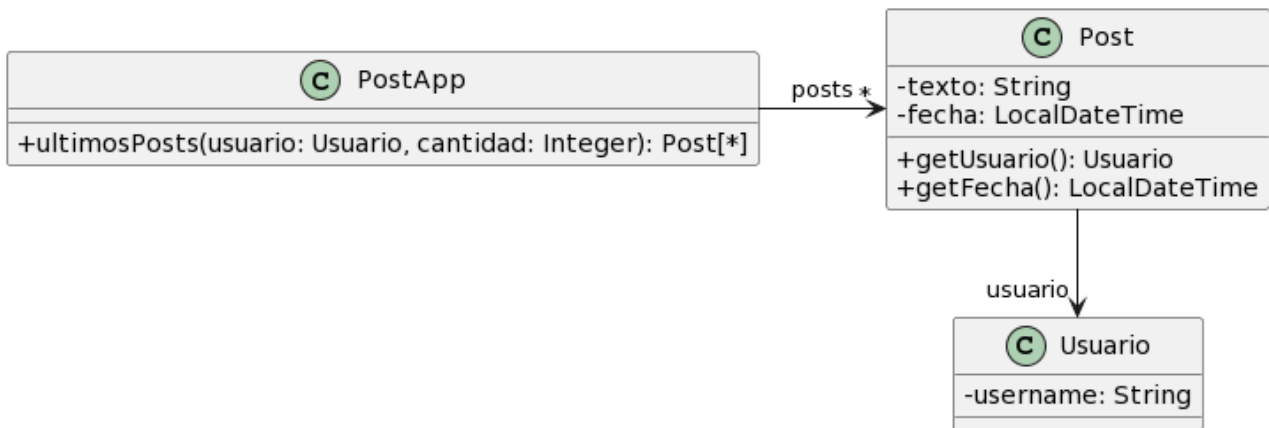 C PostApp
+ultimosPosts(usuario: Usuario, cantidad: Integer): Post[*]
posts *
C Post
-texto: String
-fecha: LocalDateTime
+getUsuario(): Usuario
+getFecha(): LocalDateTime
usuario
C Usuario
-username: String